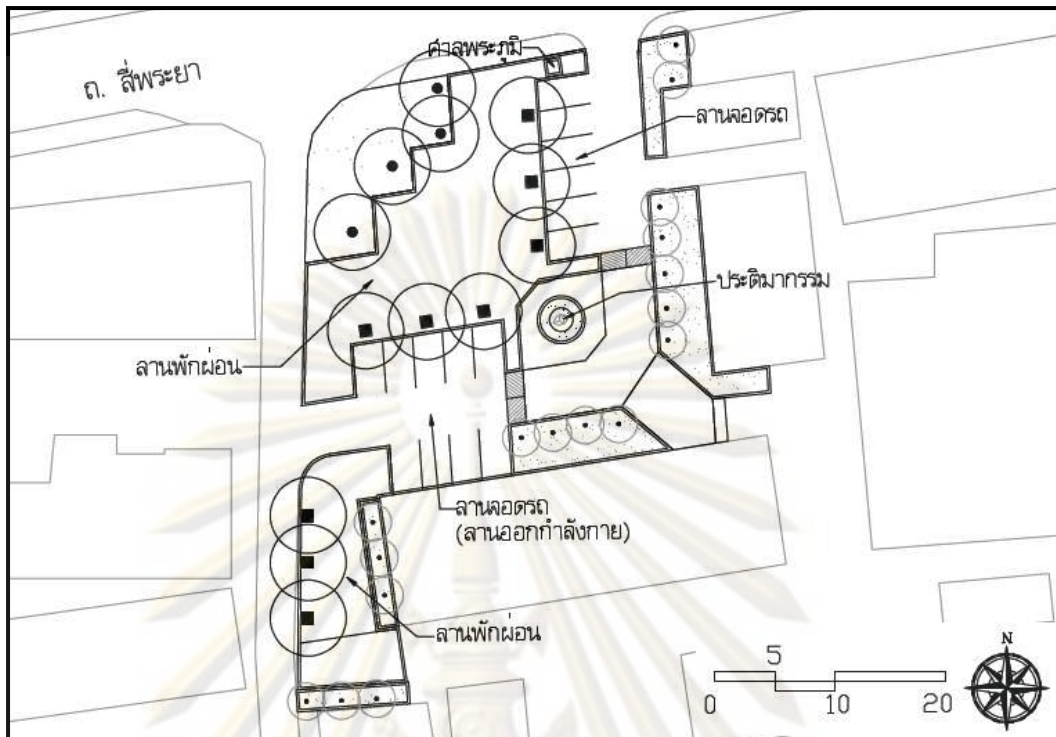 ศาลพระภูมิ
ถ. สี่พระยา
ลานจอดรถ
ประติมากรรม
ลานพักผ่อน
ลานจอดรถ
(ลานออกกำลังกาย)
ลานพักผ่อน
N
5
0 10 20